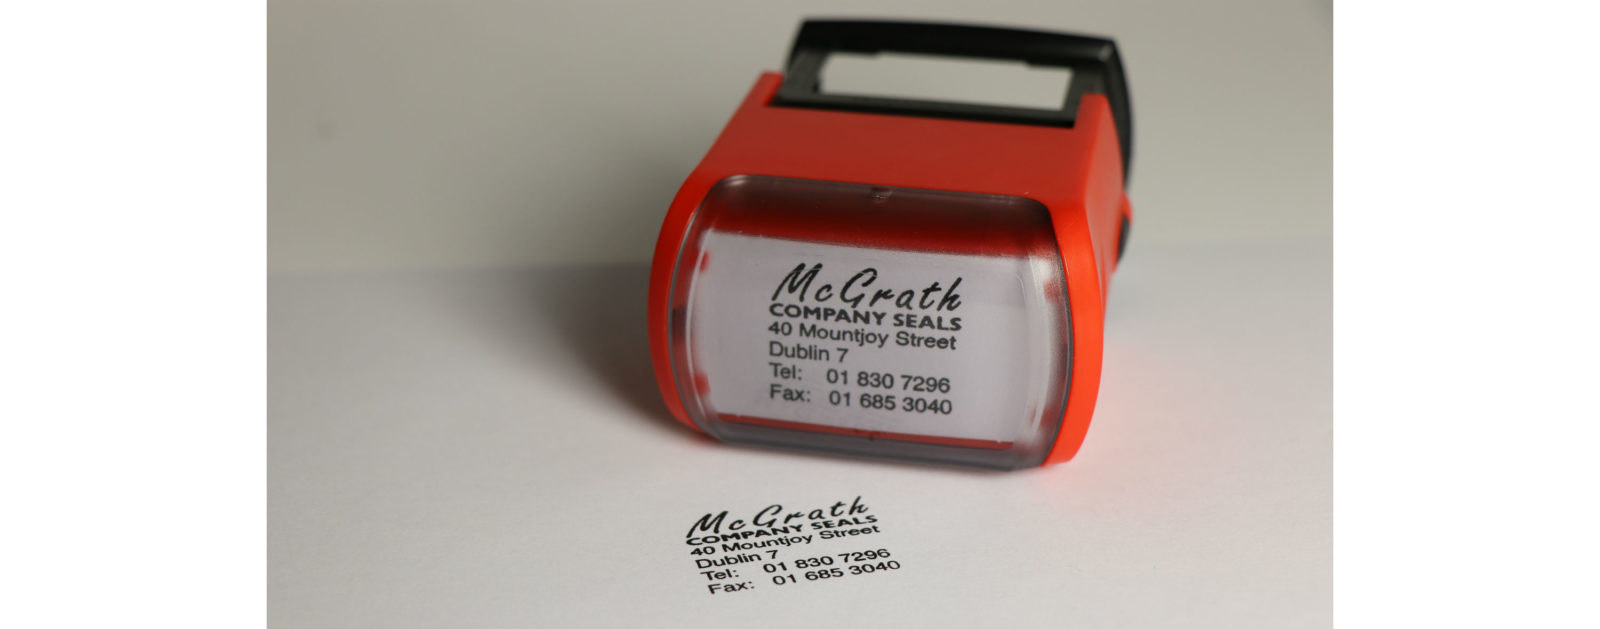 McGrath
COMPANY SEALS
40 Mountjoy Street
Dublin 7
Tel: 01 830 7296
Fax: 01 685 3040
McGrath
COMPANY SEALS
40 Mountjoy Street
Dublin 7
Tel: 01 830 7296
Fax: 01 685 3040